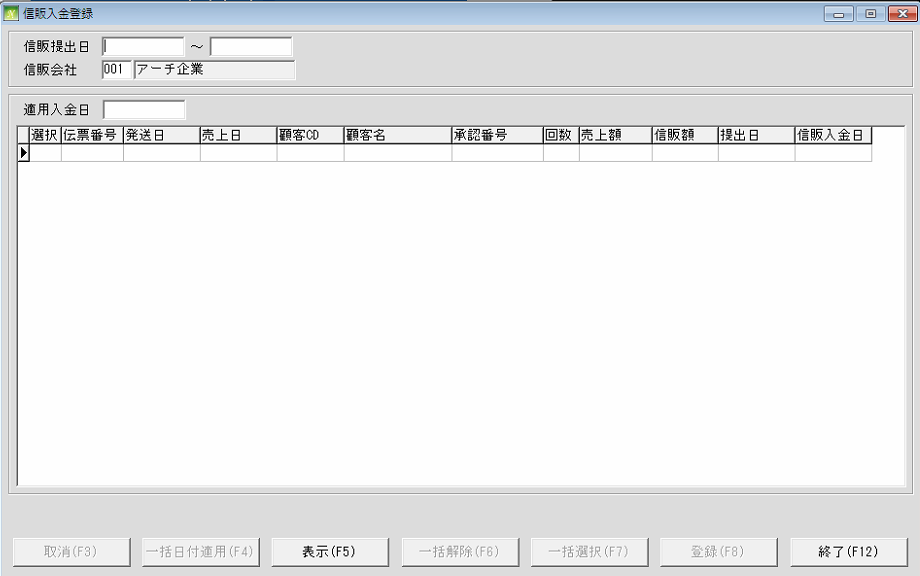 信販入金登録
信販提出日 ～
信販会社 001 アーチ企業
適用入金日
選択 伝票番号 発送日 売上日 顧客CD 顧客名 承認番号 回数 売上額 信販額 提出日 信販入金日
取消(F3) 一括日付適用(F4) 表示(F5) 一括解除(F6) 一括選択(F7) 登録(F8) 終了(F12)